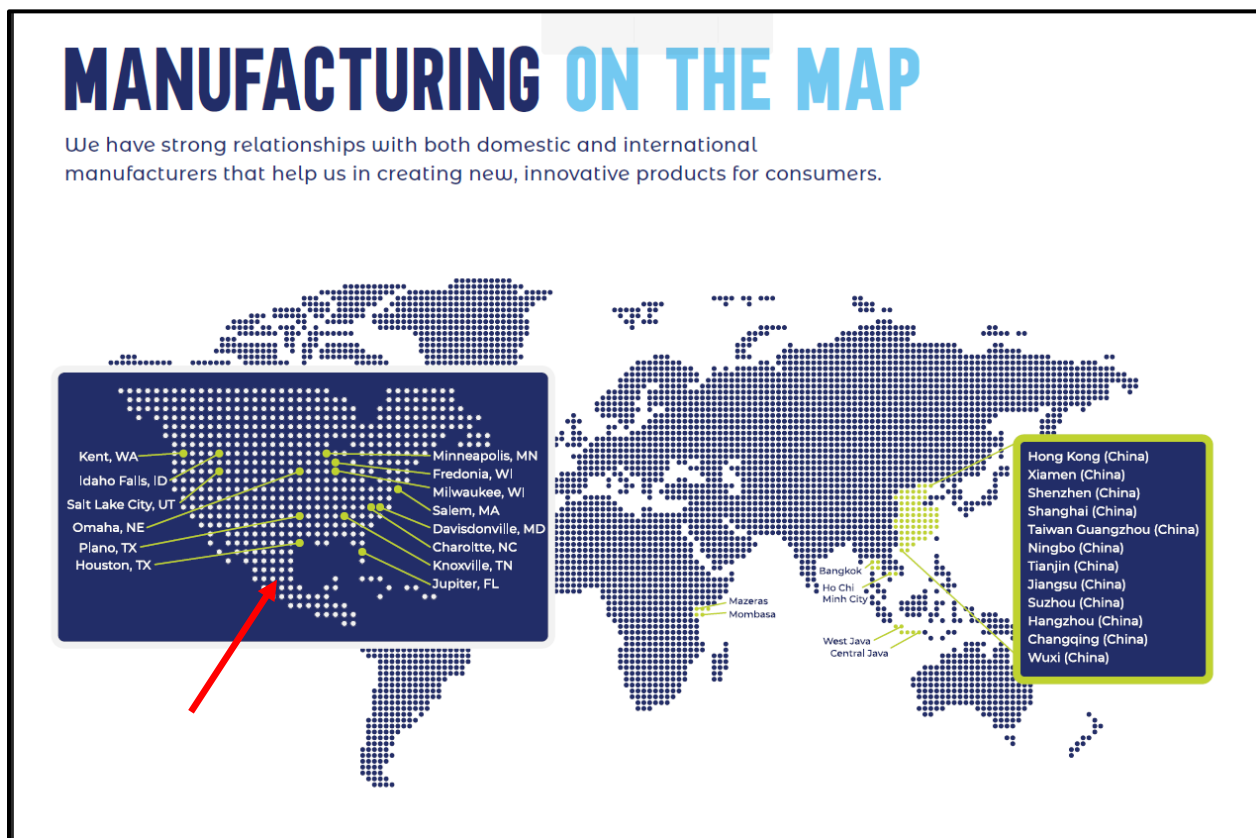 MANUFACTURING ON THE MAP
We have strong relationships with both domestic and international
manufacturers that help us in creating new, innovative products for consumers.
Kent, WA
Idaho Falls, ID
Salt Lake City, UT
Omaha, NE
Plano, TX
Houston, TX
Minneapolis, MN
Fredonia, WI
Milwaukee, WI
Salem, MA
Davisdonville, MD
Charoltte, NC
Knoxville, TN
Jupiter, FL
Mazeras
Mombasa
Bangkok
Ho Chi
Minh City
West Java
Central Java
Hong Kong (China)
Xiamen (China)
Shenzhen (China)
Shanghai (China)
Taiwan Guangzhou (China)
Ningbo (China)
Tianjin (China)
Jiangsu (China)
Suzhou (China)
Hangzhou (China)
Changqing (China)
Wuxi (China)